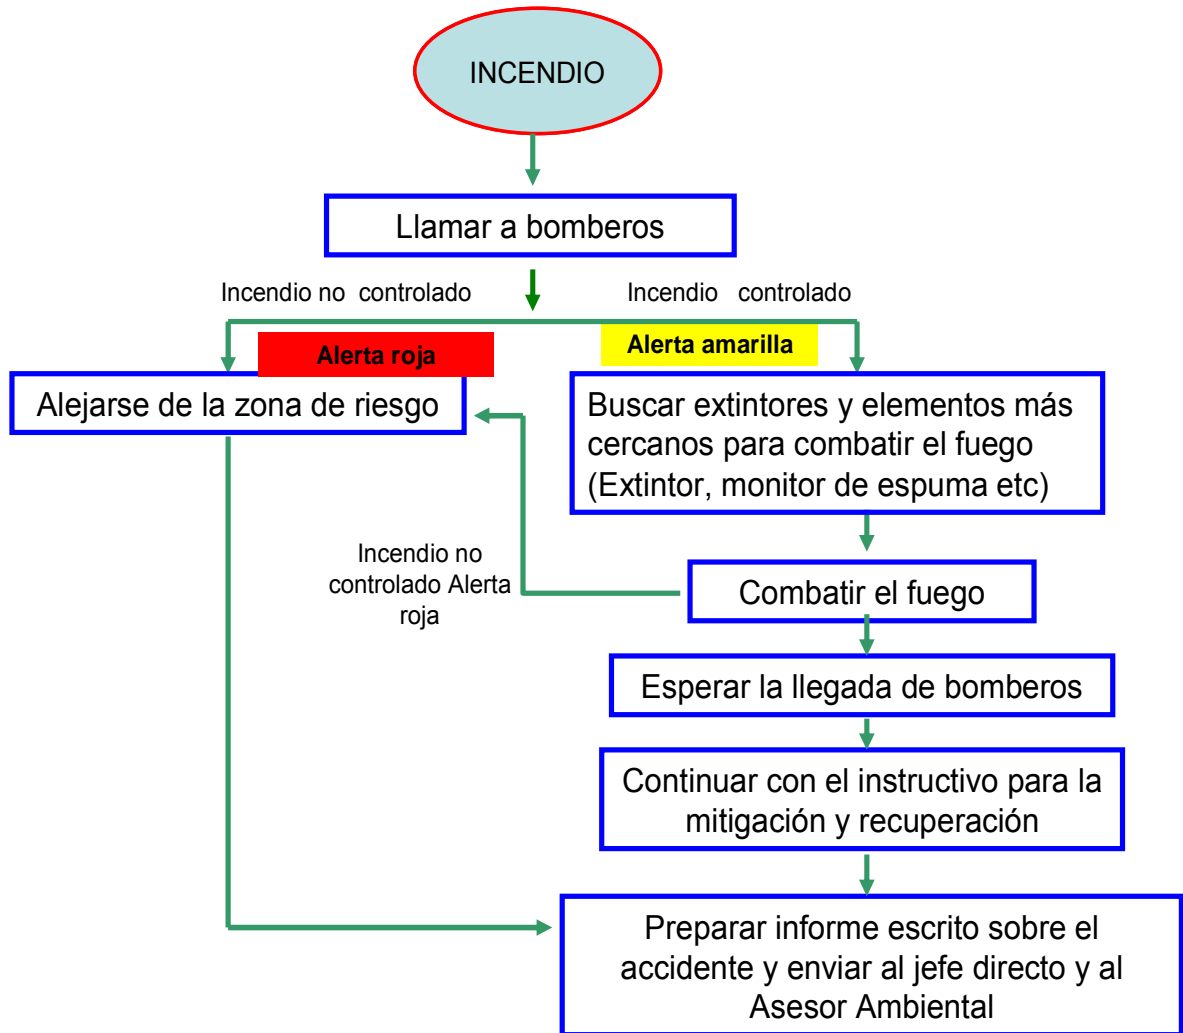 INCENDIO
Llamar a bomberos
Incendio no controlado
Incendio controlado
Alerta roja
Alerta amarilla
Alejarse de la zona de riesgo
Buscar extintores y elementos más
cercanos para combatir el fuego
(Extintor, monitor de espuma etc)
Incendio no
controlado Alerta
roja
Combatir el fuego
Esperar la llegada de bomberos
Continuar con el instructivo para la
mitigación y recuperación
Preparar informe escrito sobre el
accidente y enviar al jefe directo y al
Asesor Ambiental